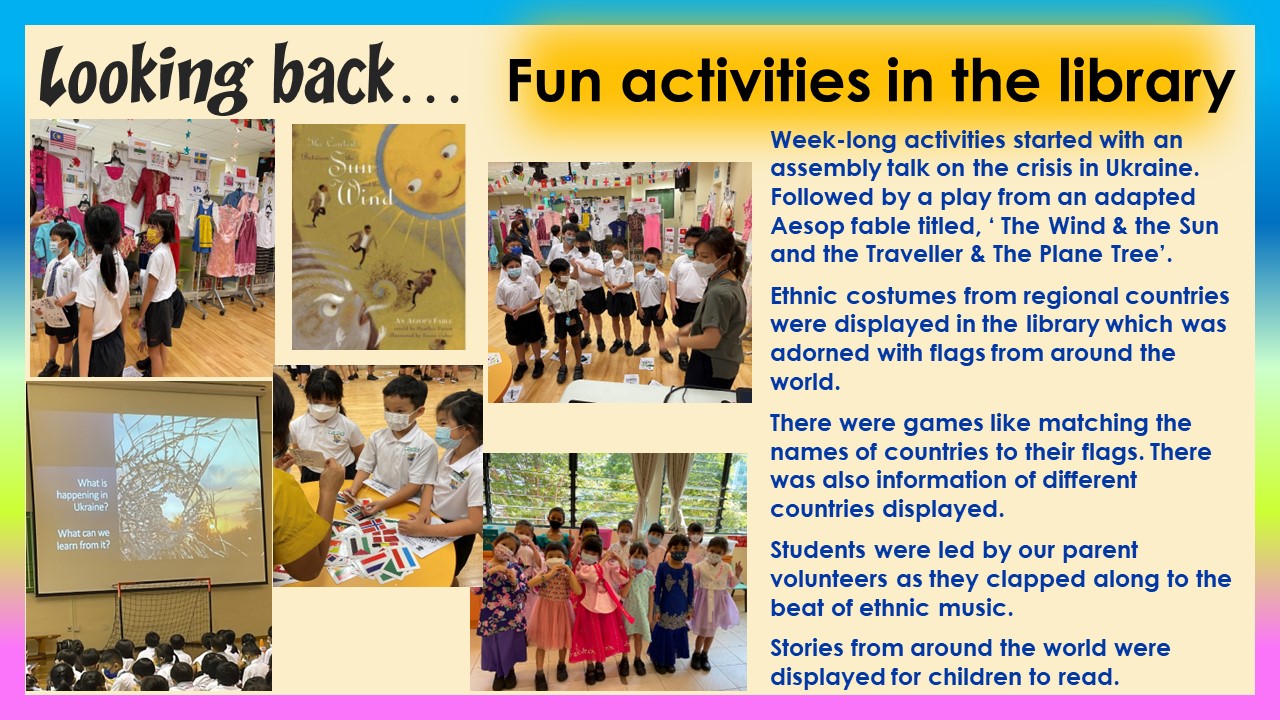 Looking back…
Fun activities in the library
The Contest
Between the
Sun
Wind
AN AESOP'S FABLE
What is
happening in
Ukraine?
What can we
learn from it?
Week-long activities started with an
assembly talk on the crisis in Ukraine.
Followed by a play from an adapted
Aesop fable titled, ‘ The Wind & the Sun
and the Traveller & The Plane Tree’.
Ethnic costumes from regional countries
were displayed in the library which was
adorned with flags from around the
world.
There were games like matching the
names of countries to their flags. There
was also information of different
countries displayed.
Students were led by our parent
volunteers as they clapped along to the
beat of ethnic music.
Stories from around the world were
displayed for children to read.